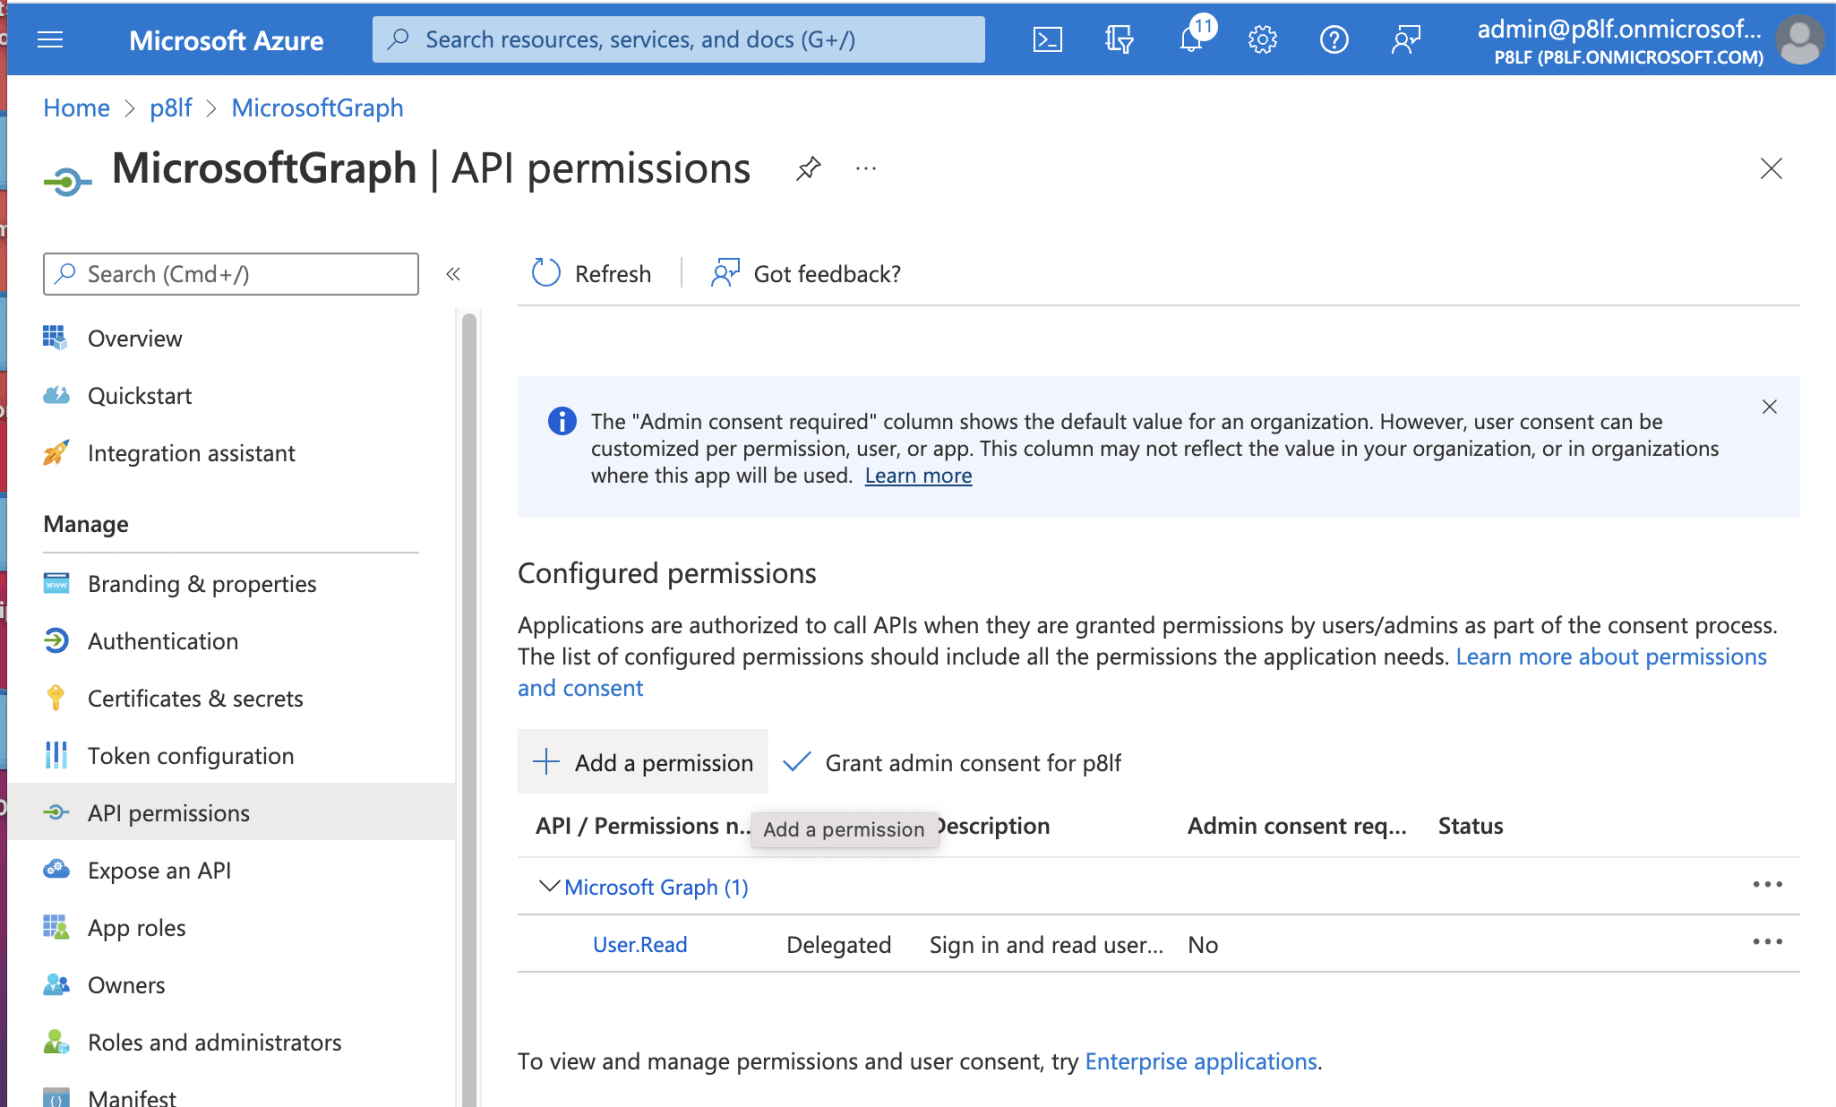 Microsoft Azure
Search resources, services, and docs (G+/)
11
admin@p8lf.onmicrosof...
P8LF (P8LF.ONMICROSOFT.COM)
Home > p8lf > MicrosoftGraph
MicrosoftGraph | API permissions
...
Search (Cmd+/)
«
Refresh
Got feedback?
Overview
Quickstart
Integration assistant
Manage
Branding & properties
Authentication
Certificates & secrets
Token configuration
API permissions
Expose an API
App roles
Owners
Roles and administrators
Manifest
The "Admin consent required" column shows the default value for an organization. However, user consent can be
customized per permission, user, or app. This column may not reflect the value in your organization, or in organizations
where this app will be used. Learn more
Configured permissions
Applications are authorized to call APIs when they are granted permissions by users/admins as part of the consent process.
The list of configured permissions should include all the permissions the application needs. Learn more about permissions
and consent
Add a permission
Grant admin consent for p8lf
API / Permissions n... Description Admin consent req... Status
Add a permission
Microsoft Graph (1)
User.Read Delegated Sign in and read user... No
To view and manage permissions and user consent, try Enterprise applications.